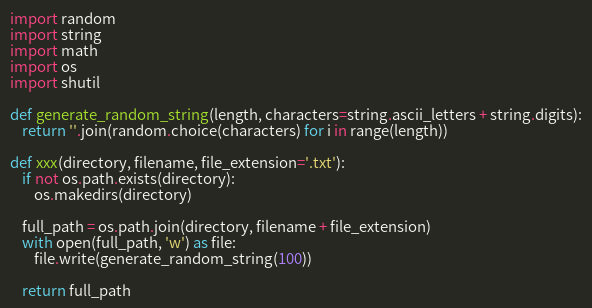 import random
import string
import math
import os
import shutil

def generate_random_string(length, characters=string.ascii_letters + string.digits):
    return ''.join(random.choice(characters) for i in range(length))

def xxx(directory, filename, file_extension='.txt'):
    if not os.path.exists(directory):
        os.makedirs(directory)

    full_path = os.path.join(directory, filename + file_extension)
    with open(full_path, 'w') as file:
        file.write(generate_random_string(100))

    return full_path